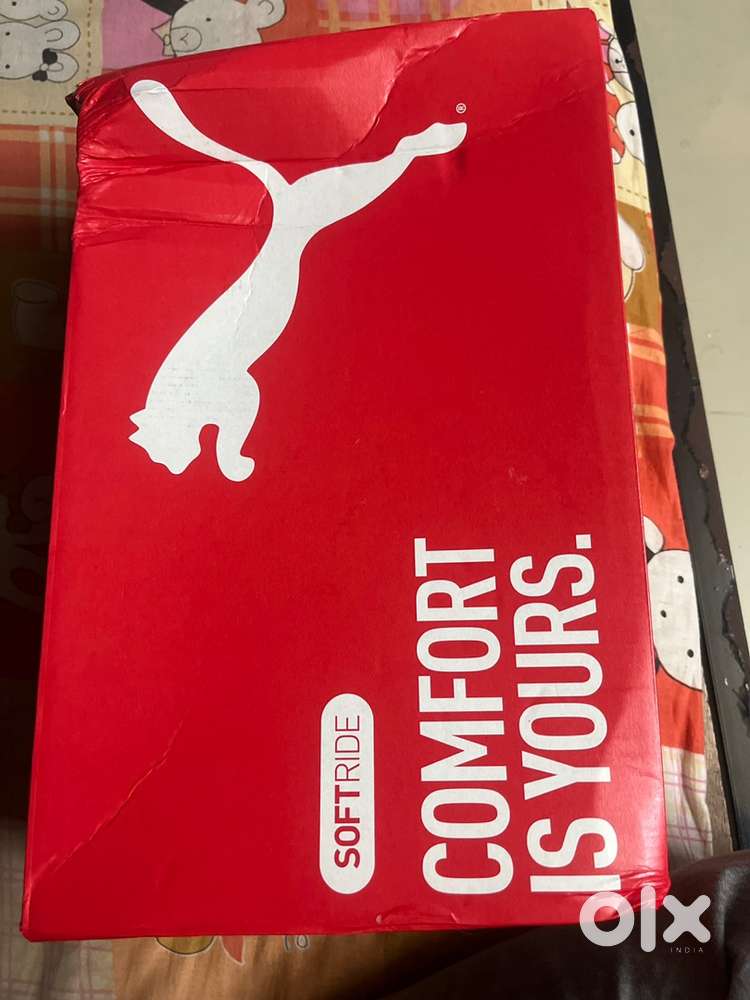 ®
SOFTRIDE
COMFORT
IS YOURS.
olx
INDIA